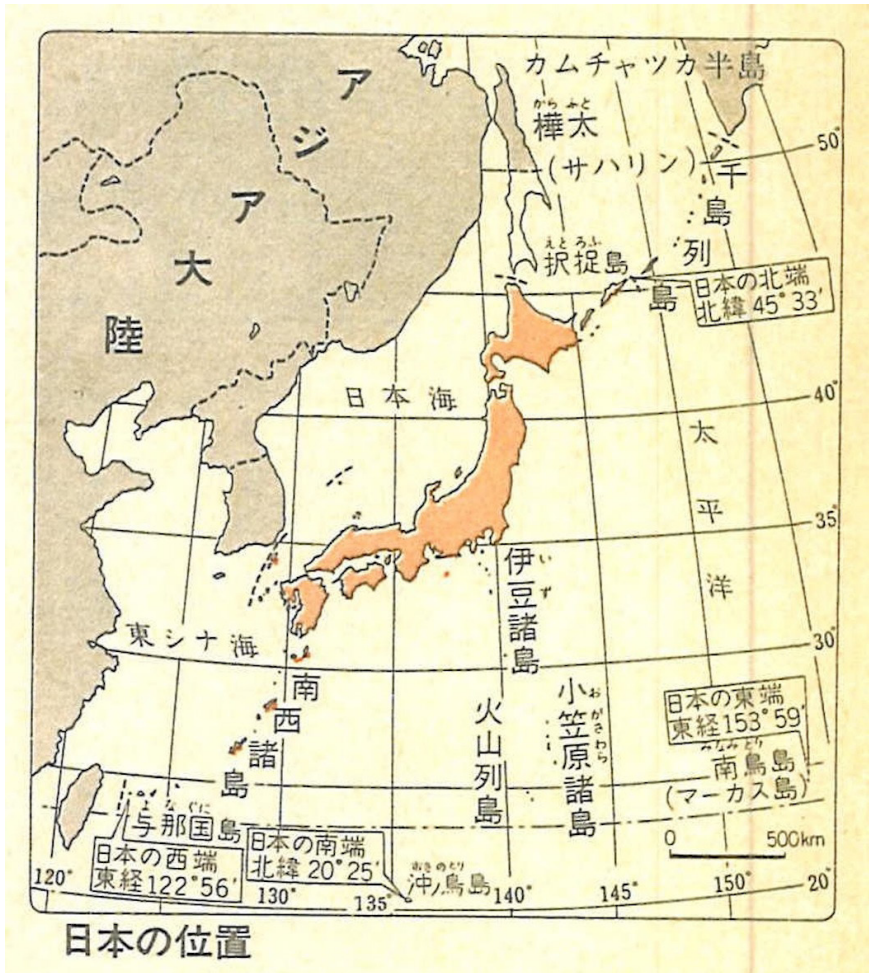 カムチャツカ半島
アジア大陸
からふと
樺太
(サハリン)
千島列島
50°
えとろふ
択捉島
日本の北端
北緯45°33′
日本海
40°
太平洋
35°
いず
伊豆諸島
東シナ海
30°
南西諸島
火山列島
おがさわら
小笠原諸島
日本の東端
東経153°59′
みなみとり
南鳥島
(マーカス島)
よなぐに
与那国島
日本の西端
東経122°56′
日本の南端
北緯20°25′
おきのとり
沖ノ鳥島
0 500km
120° 130° 135° 140° 145° 150° 20°
日本の位置